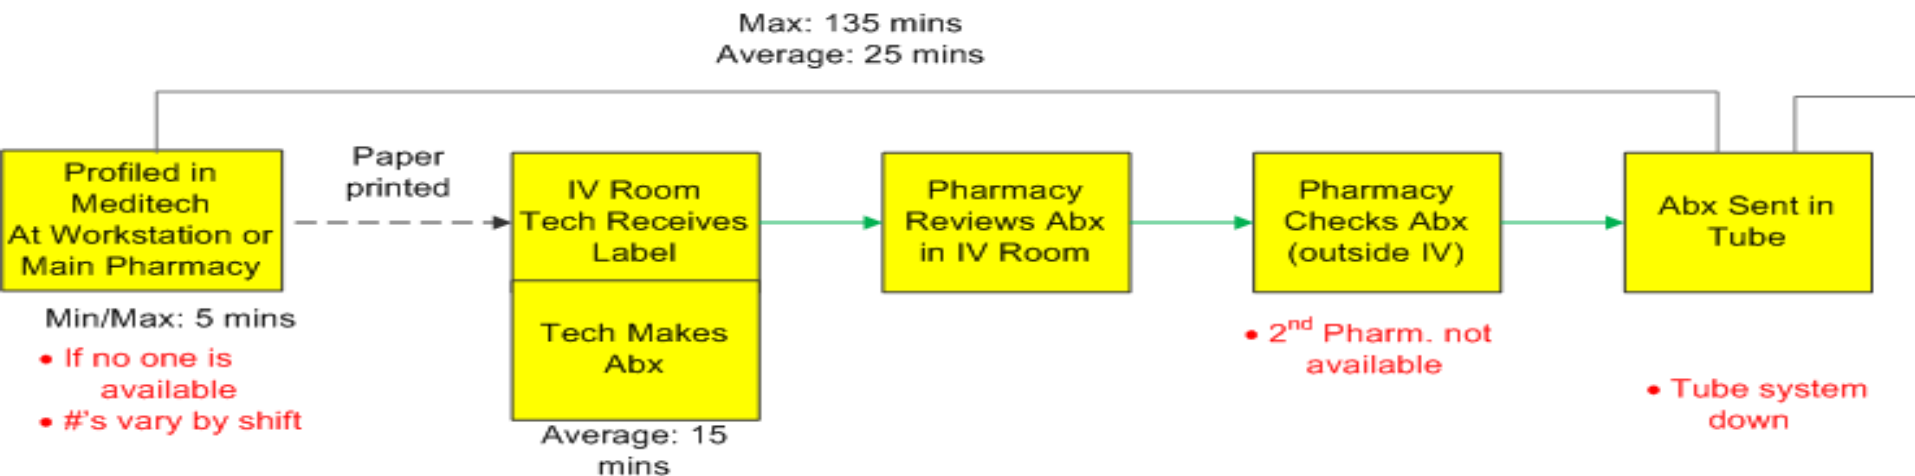 Max: 135 mins
Average: 25 mins
Profiled in
Meditech
At Workstation or
Main Pharmacy
Paper
printed
IV Room
Tech Receives
Label
Tech Makes
Abx
Pharmacy
Reviews Abx
in IV Room
Pharmacy
Checks Abx
(outside IV)
Abx Sent in
Tube
Min/Max: 5 mins
• If no one is
available
• #'s vary by shift
Average: 15
mins
• 2nd Pharm. not
available
• Tube system
down